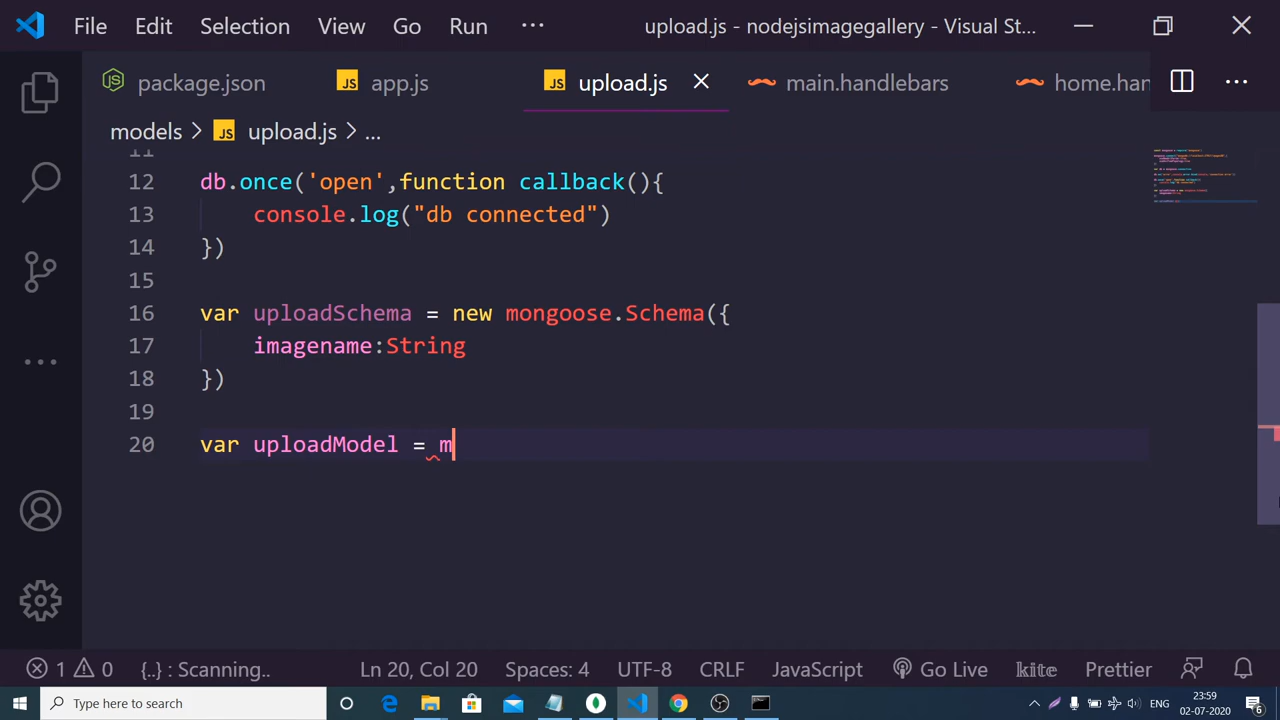 File Edit Selection View Go Run ··· upload.js - nodejsimagegallery - Visual St...
package.json app.js upload.js main.handlebars home.han
models > JS upload.js > ...
11
12 db.once('open',function callback(){
13 console.log("db connected")
14 })
15
16 var uploadSchema = new mongoose.Schema({
17 imagename:String
18 })
19
20 var uploadModel = m
1 0 {..} : Scanning.. Ln 20, Col 20 Spaces: 4 UTF-8 CRLF JavaScript Go Live kite Prettier
Type here to search ENG 23:59 02-07-2020 6